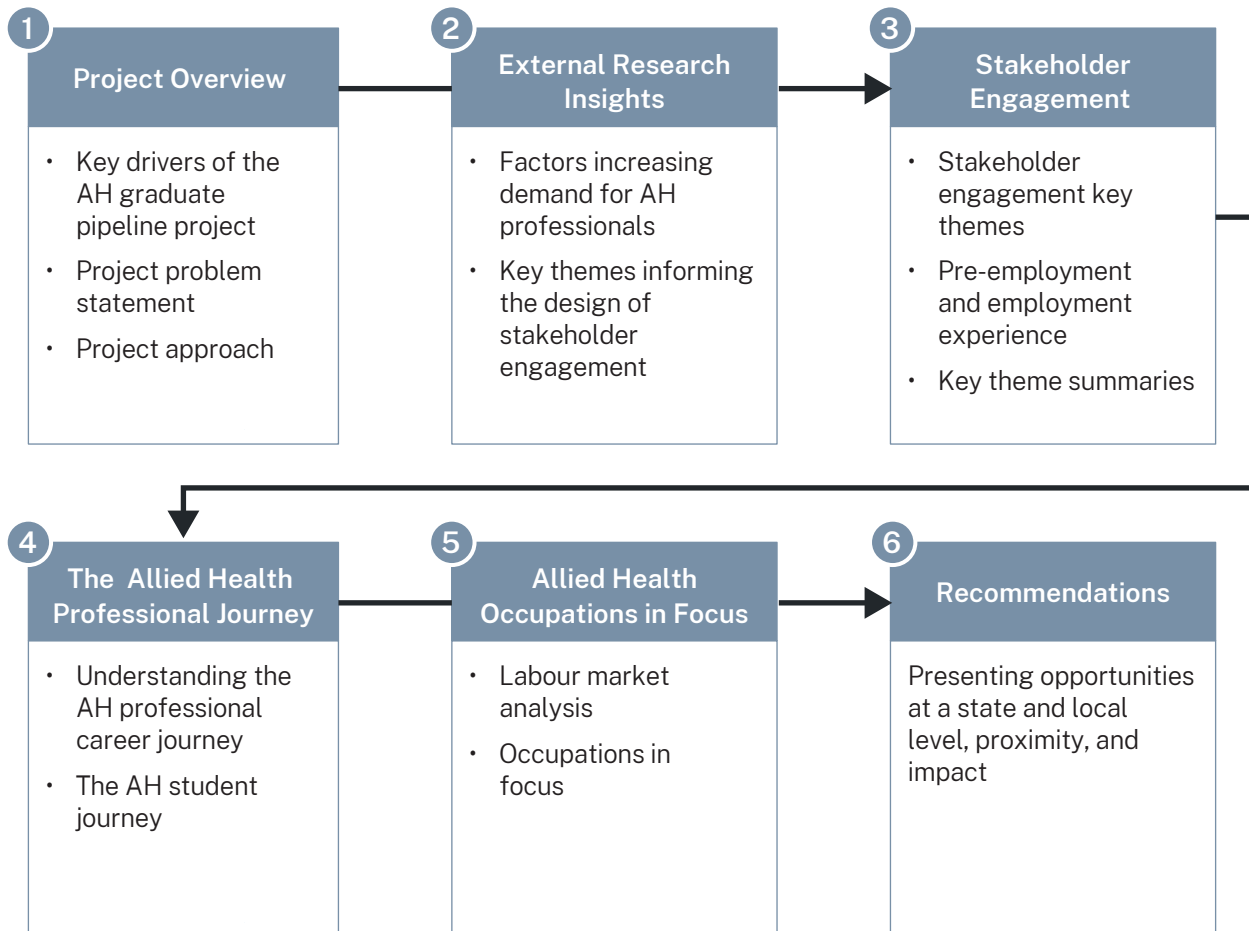 1
Project Overview
• Key drivers of the
AH graduate
pipeline project
• Project problem
statement
• Project approach
2
External Research
Insights
• Factors increasing
demand for AH
professionals
• Key themes informing
the design of
stakeholder
engagement
3
Stakeholder
Engagement
• Stakeholder
engagement key
themes
• Pre-employment
and employment
experience
• Key theme summaries
4
The Allied Health
Professional Journey
• Understanding the
AH professional
career journey
• The AH student
journey
5
Allied Health
Occupations in Focus
• Labour market
analysis
• Occupations in
focus
6
Recommendations
Presenting opportunities
at a state and local
level, proximity, and
impact